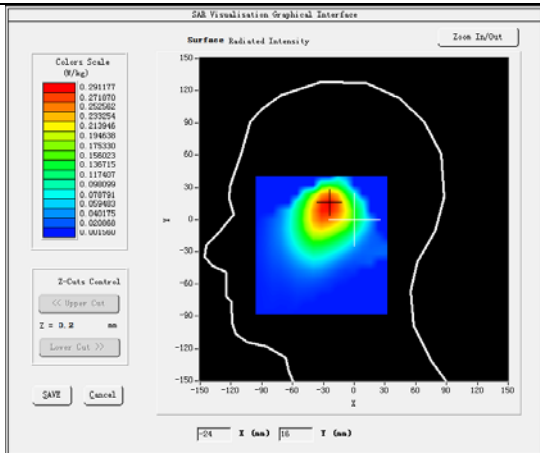 SAR Visualisation Graphical Interface
Surface Radiated Intensity
Zoom In/Out
Colors Scale
(W/kg)
0.291177
0.271870
0.252562
0.233254
0.213946
0.194638
0.175330
0.156023
0.136715
0.117407
0.098099
0.078791
0.059483
0.040175
0.020868
0.001560
150
120
90
60
30
0
-30
-60
-90
-120
-150
Y
-150 -120 -90 -60 -30 0 30 60 90 120 150
X
Z-Cuts Control
<< Upper Cut
Z = 0.2 mm
Lower Cut >>
SAVE Cancel
-24 X (mm) 16 Y (mm)